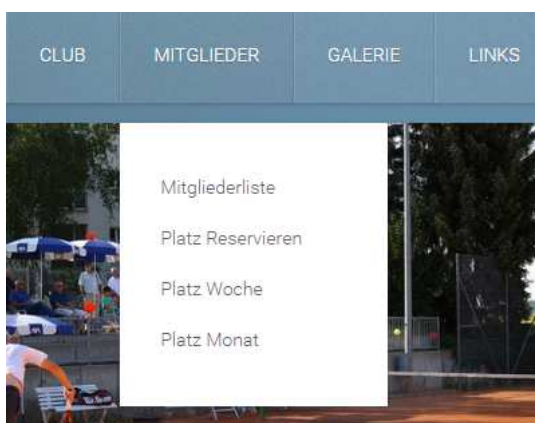 CLUB MITGLIEDER GALERIE LINKS
Mitgliederliste
Platz Reservieren
Platz Woche
Platz Monat